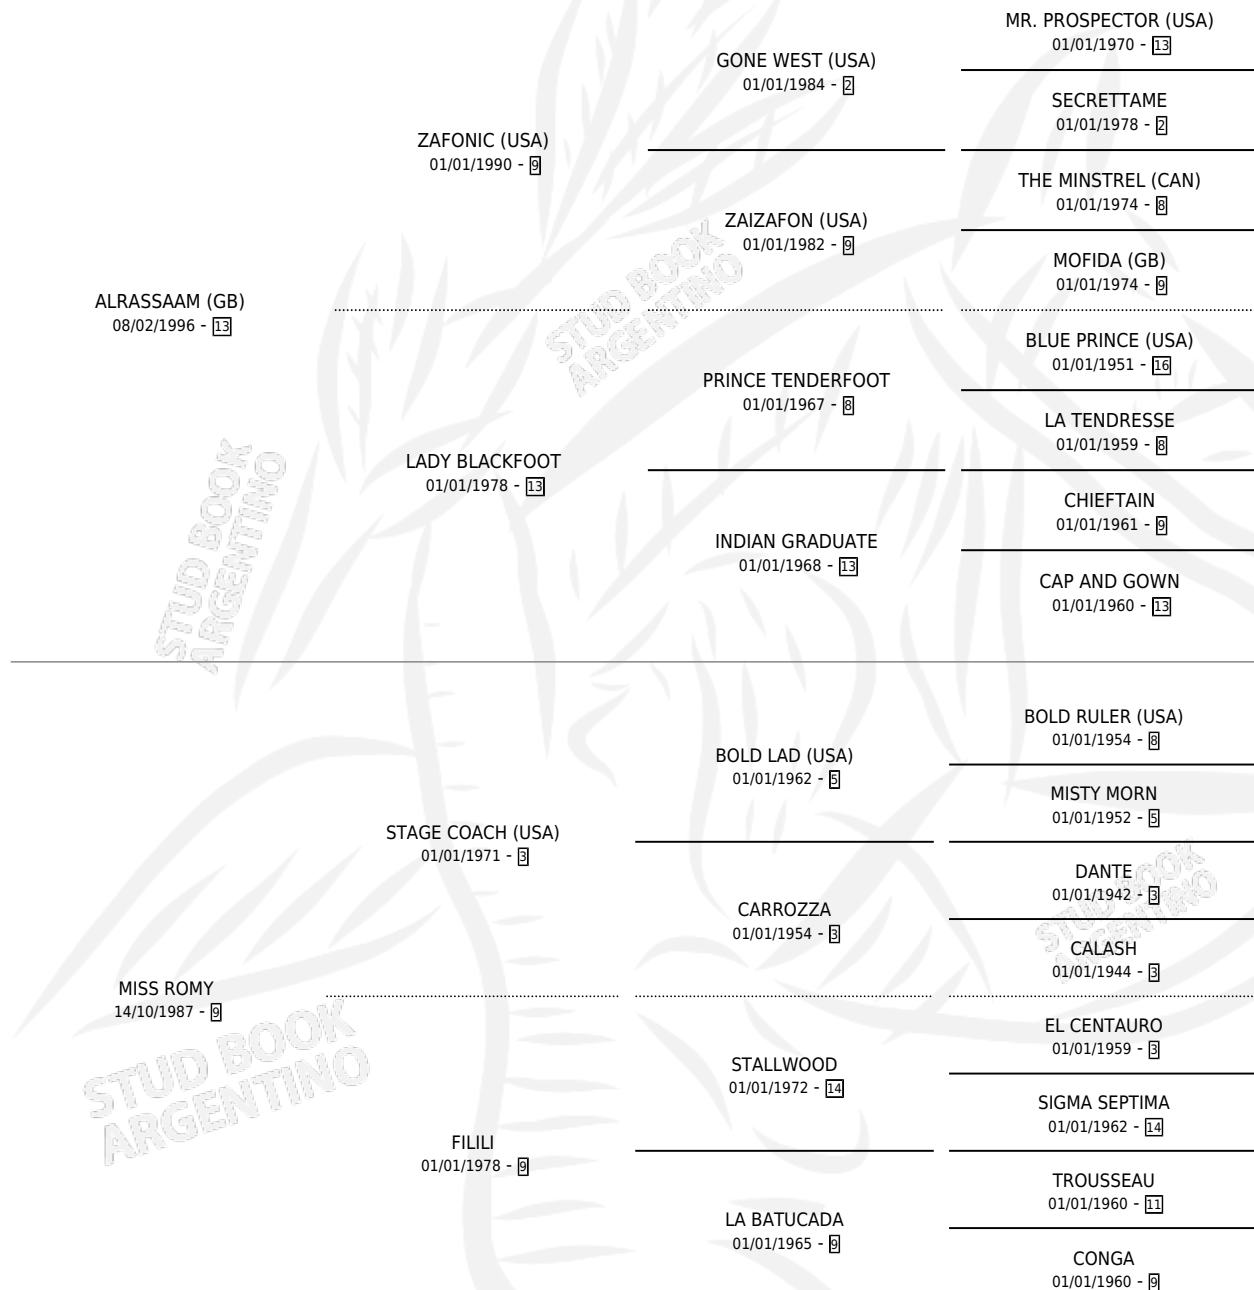 MR. PROSPECTOR (USA)
01/01/1970 - 13
GONE WEST (USA)
01/01/1984 - 2
SECRETTAME
01/01/1978 - 2
ZAFONIC (USA)
01/01/1990 - 9
THE MINSTREL (CAN)
01/01/1974 - 8
ZAIZAFON (USA)
01/01/1982 - 9
MOFIDA (GB)
01/01/1974 - 9
ALRASSAAM (GB)
08/02/1996 - 13
BLUE PRINCE (USA)
01/01/1951 - 16
PRINCE TENDERFOOT
01/01/1967 - 8
LA TENDRESSE
01/01/1959 - 8
LADY BLACKFOOT
01/01/1978 - 13
CHIEFTAIN
01/01/1961 - 9
INDIAN GRADUATE
01/01/1968 - 13
CAP AND GOWN
01/01/1960 - 13
BOLD RULER (USA)
01/01/1954 - 8
BOLD LAD (USA)
01/01/1962 - 5
MISTY MORN
01/01/1952 - 5
STAGE COACH (USA)
01/01/1971 - 3
DANTE
01/01/1942 - 3
CARROZZA
01/01/1954 - 3
CALASH
01/01/1944 - 3
MISS ROMY
14/10/1987 - 9
EL CENTAURO
01/01/1959 - 3
STALLWOOD
01/01/1972 - 14
SIGMA SEPTIMA
01/01/1962 - 14
FILILI
01/01/1978 - 9
TROUSSEAU
01/01/1960 - 11
LA BATUCADA
01/01/1965 - 9
CONGA
01/01/1960 - 9
STUD BOOK
ARGENTINO
STUD BOOK
ARGENTINO
STUD BOOK
ARGENTINO
STUD BOOK
ARGENTINO